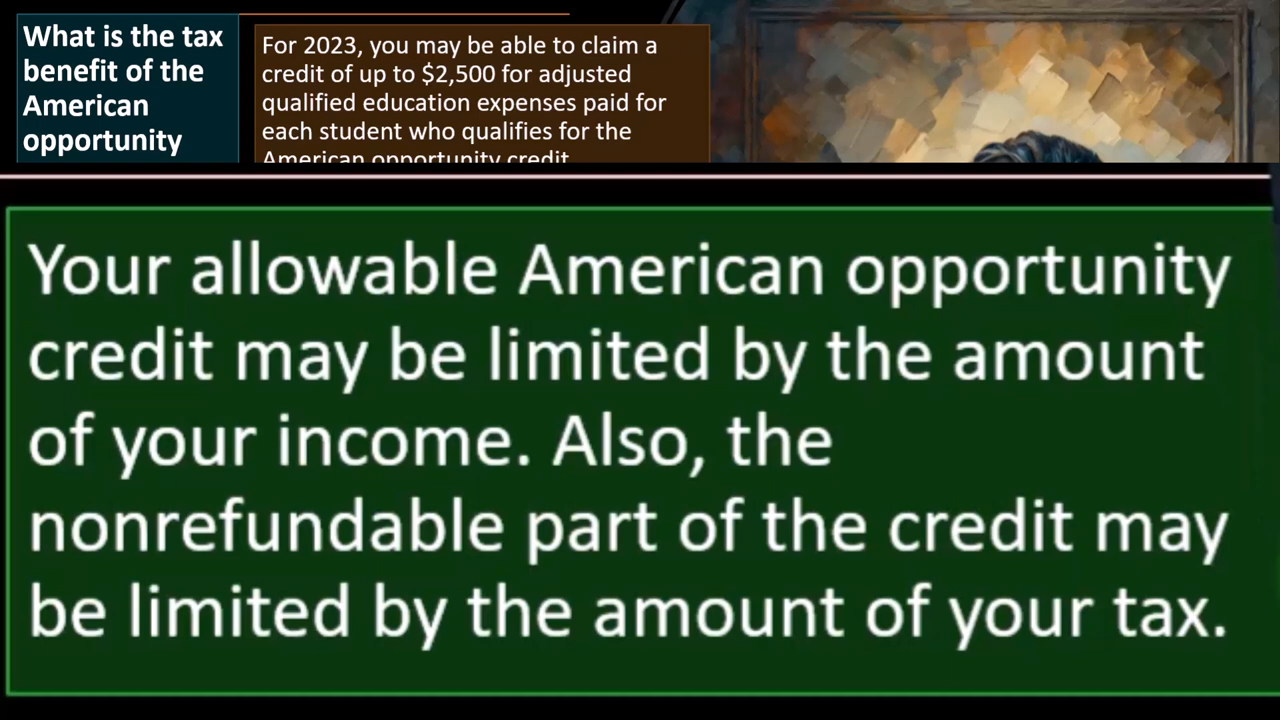 What is the tax
benefit of the
American
opportunity
For 2023, you may be able to claim a
credit of up to $2,500 for adjusted
qualified education expenses paid for
each student who qualifies for the
American opportunity credit
Your allowable American opportunity
credit may be limited by the amount
of your income. Also, the
nonrefundable part of the credit may
be limited by the amount of your tax.